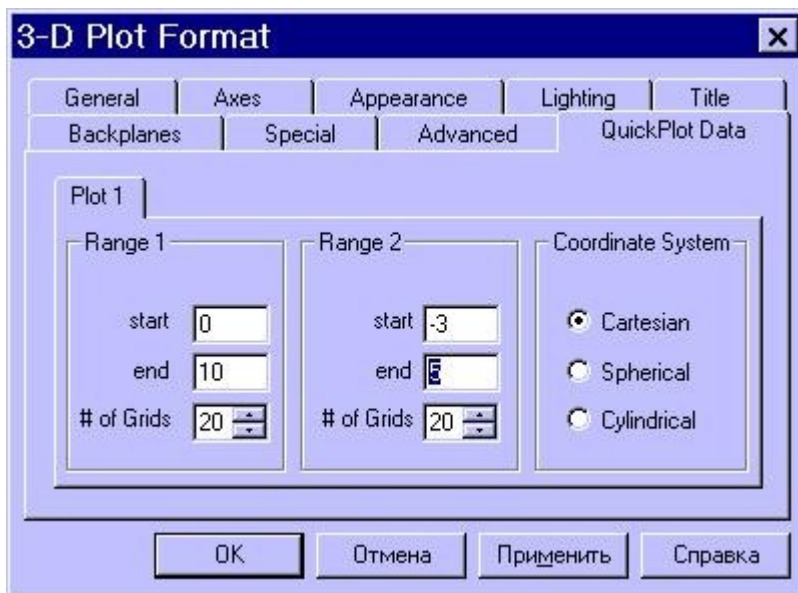 3-D Plot Format
General Axes Appearance Lighting Title
Backplanes Special Advanced QuickPlot Data
Plot 1
Range 1 Range 2 Coordinate System
start 0 start -3 Cartesian
end 10 end 5 Spherical
# of Grids 20 # of Grids 20 Cylindrical
OK Отмена Применить Справка